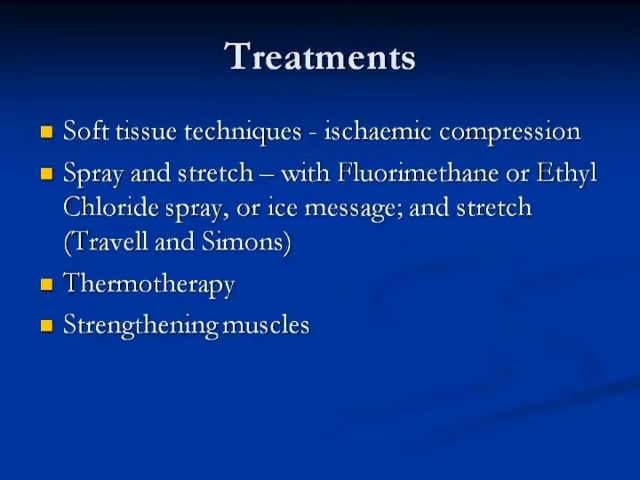 Treatments
Soft tissue techniques - ischaemic compression
Spray and stretch – with Fluorimethane or Ethyl
Chloride spray, or ice message; and stretch
(Travell and Simons)
Thermotherapy
Strengthening muscles